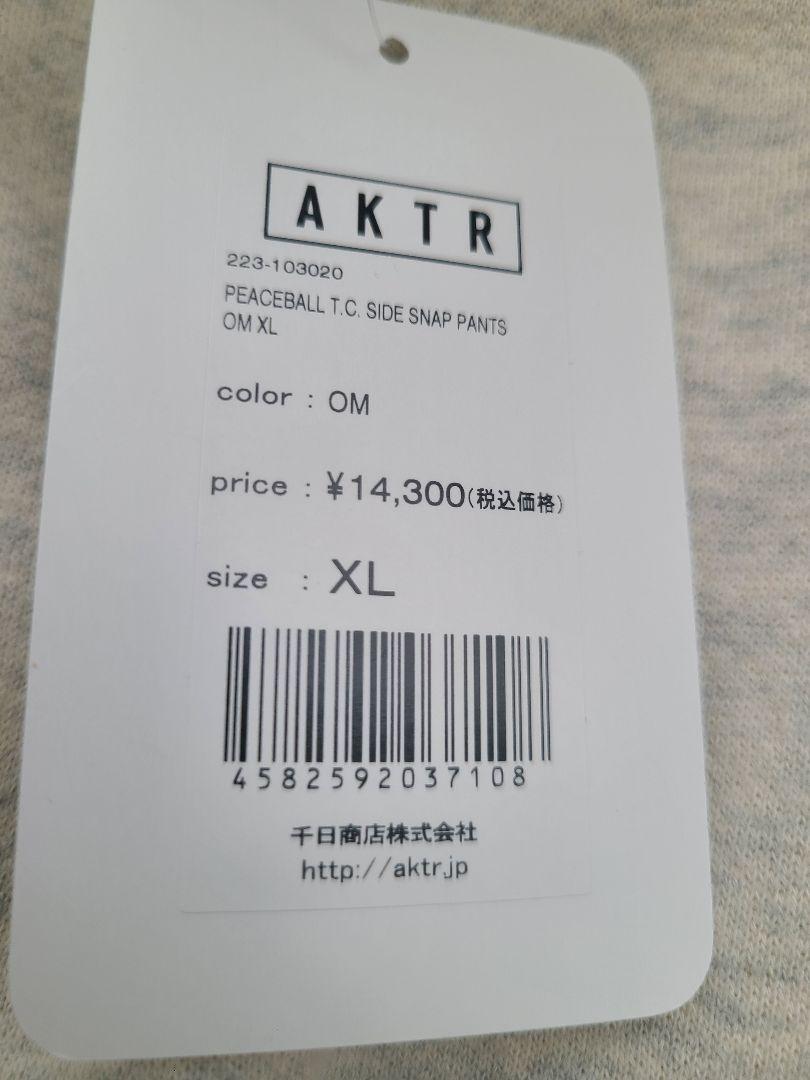 AKTR
223-103020
PEACEBALL T.C. SIDE SNAP PANTS
OM XL
color : OM
price : ¥14,300(税込価格)
size : XL
4582592037108
千日商店株式会社
http://aktr.jp